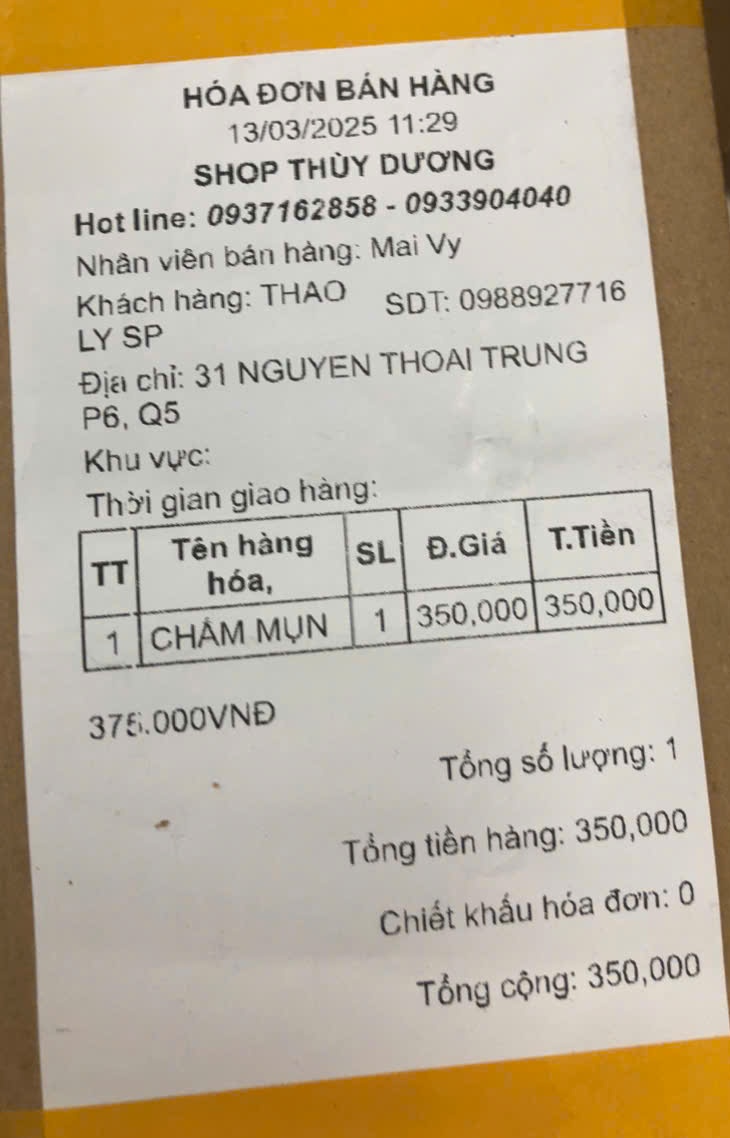 HÓA ĐƠN BÁN HÀNG
13/03/2025 11:29
SHOP THÙY DƯƠNG
Hot line: 0937162858 - 0933904040
Nhân viên bán hàng: Mai Vy
Khách hàng: THAO LY SP SDT: 0988927716
Địa chỉ: 31 NGUYEN THOAI TRUNG
P6, Q5
Khu vực:
Thời gian giao hàng:
TT Tên hàng hóa, SL Đ.Giá T.Tiền
1 CHẤM MỤN 1 350,000 350,000
375.000VNĐ
Tổng số lượng: 1
Tổng tiền hàng: 350,000
Chiết khấu hóa đơn: 0
Tổng cộng: 350,000